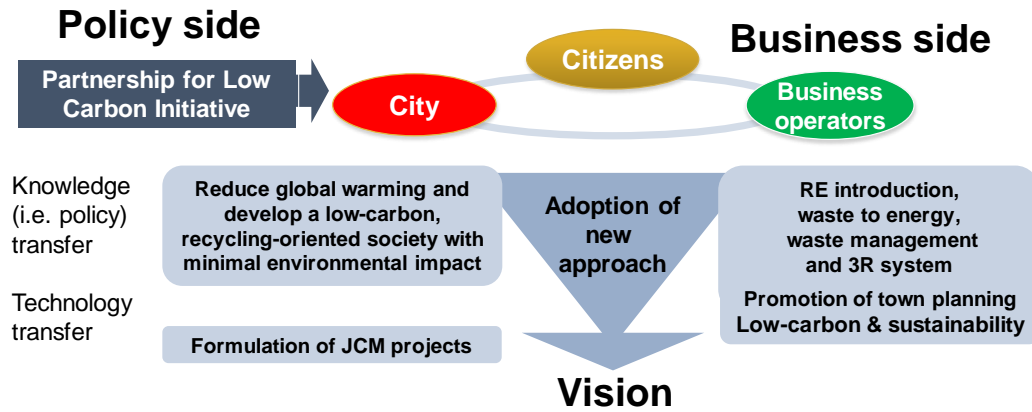 Policy side
Business side
Citizens
Partnership for Low
Carbon Initiative
City
Business
operators
Knowledge
(i.e. policy)
transfer
Reduce global warming and
develop a low-carbon,
recycling-oriented society with
minimal environmental impact
Adoption of
new
approach
RE introduction,
waste to energy,
waste management
and 3R system
Technology
transfer
Promotion of town planning
Low-carbon & sustainability
Formulation of JCM projects
Vision